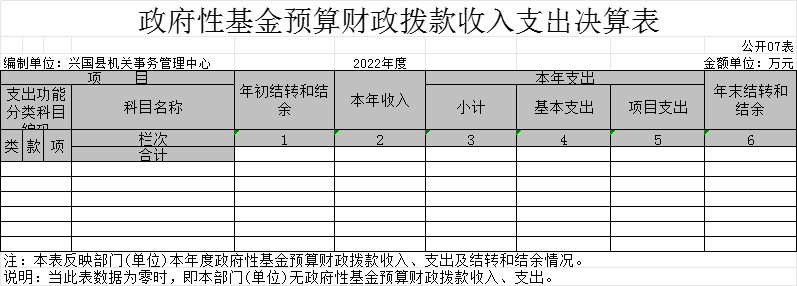 政府性基金预算财政拨款收入支出决算表
公开07表
编制单位：兴国县机关事务管理中心 2022年度 金额单位：万元
项 目 年初结转和结余 本年收入 本年支出 年末结转和结余
支出功能分类科目编码 科目名称 小计 基本支出 项目支出
类 款 项 栏次 1 2 3 4 5 6
合计
注：本表反映部门(单位)本年度政府性基金预算财政拨款收入、支出及结转和结余情况。
说明：当此表数据为零时，即本部门(单位)无政府性基金预算财政拨款收入、支出。